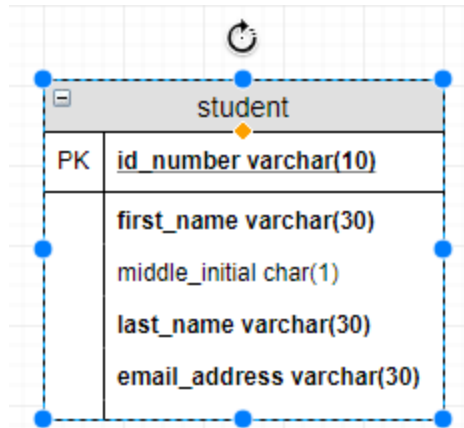 student
PK id_number varchar(10)
first_name varchar(30)
middle_initial char(1)
last_name varchar(30)
email_address varchar(30)